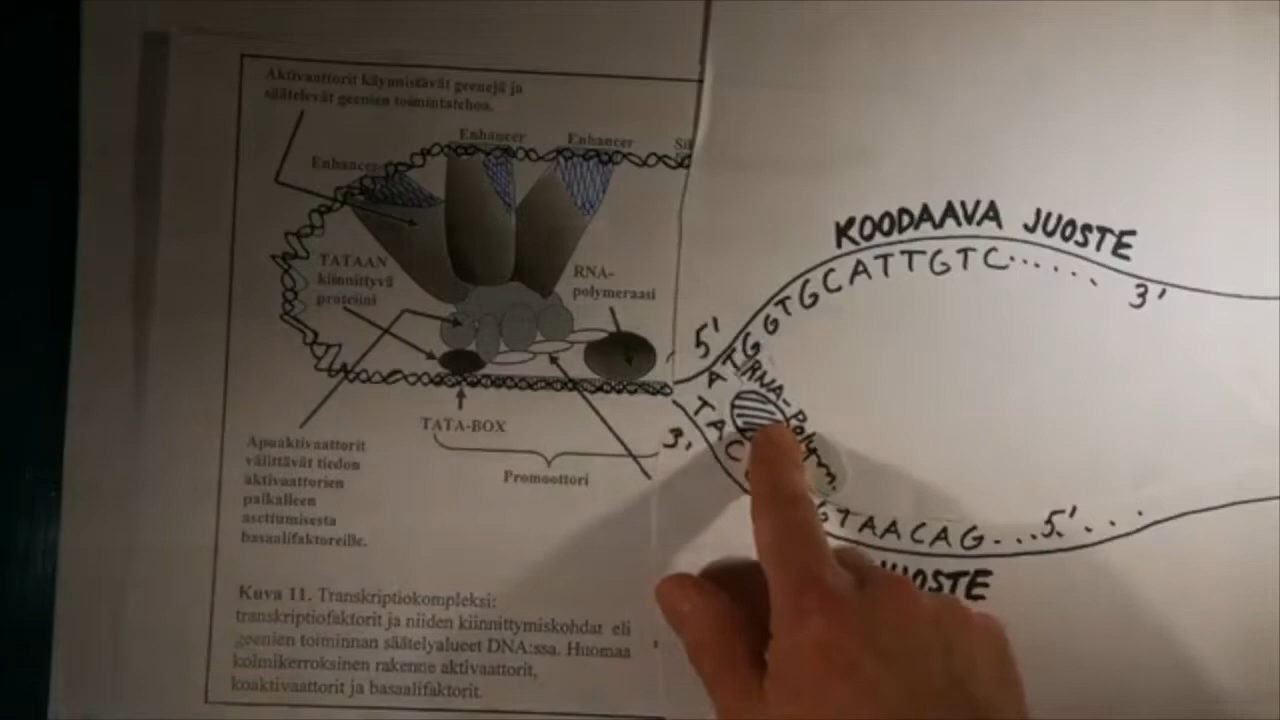 Aktivaattorit käynnistävät geenejä ja
säätelevät geenien toimintatehoa.
Enhancer
Enhancer
Enhancer
Sil
TATAAN
kiinnittyvä
proteiini
RNA-
polymeraasi
TATA-BOX
Promoottori
Apuaktivaattorit
välittävät tiedon
aktivaattorien
paikalleen
asettumisesta
basaalifaktoreille.
Kuva 11. Transkriptiokompleksi:
transkriptiofaktorit ja niiden kiinnittymiskohdat eli
geenien toiminnan säätelyalueet DNA:ssa. Huomaa
kolmikerroksinen rakenne aktivaattorit,
koaktivaattorit ja basaalifaktorit.
KOODAAVA JUOSTE
5'
ATGGTGCATTGTC......
3'
RNA-Polym.
3'
TAC
GTAACAG...5'...
JUOSTE